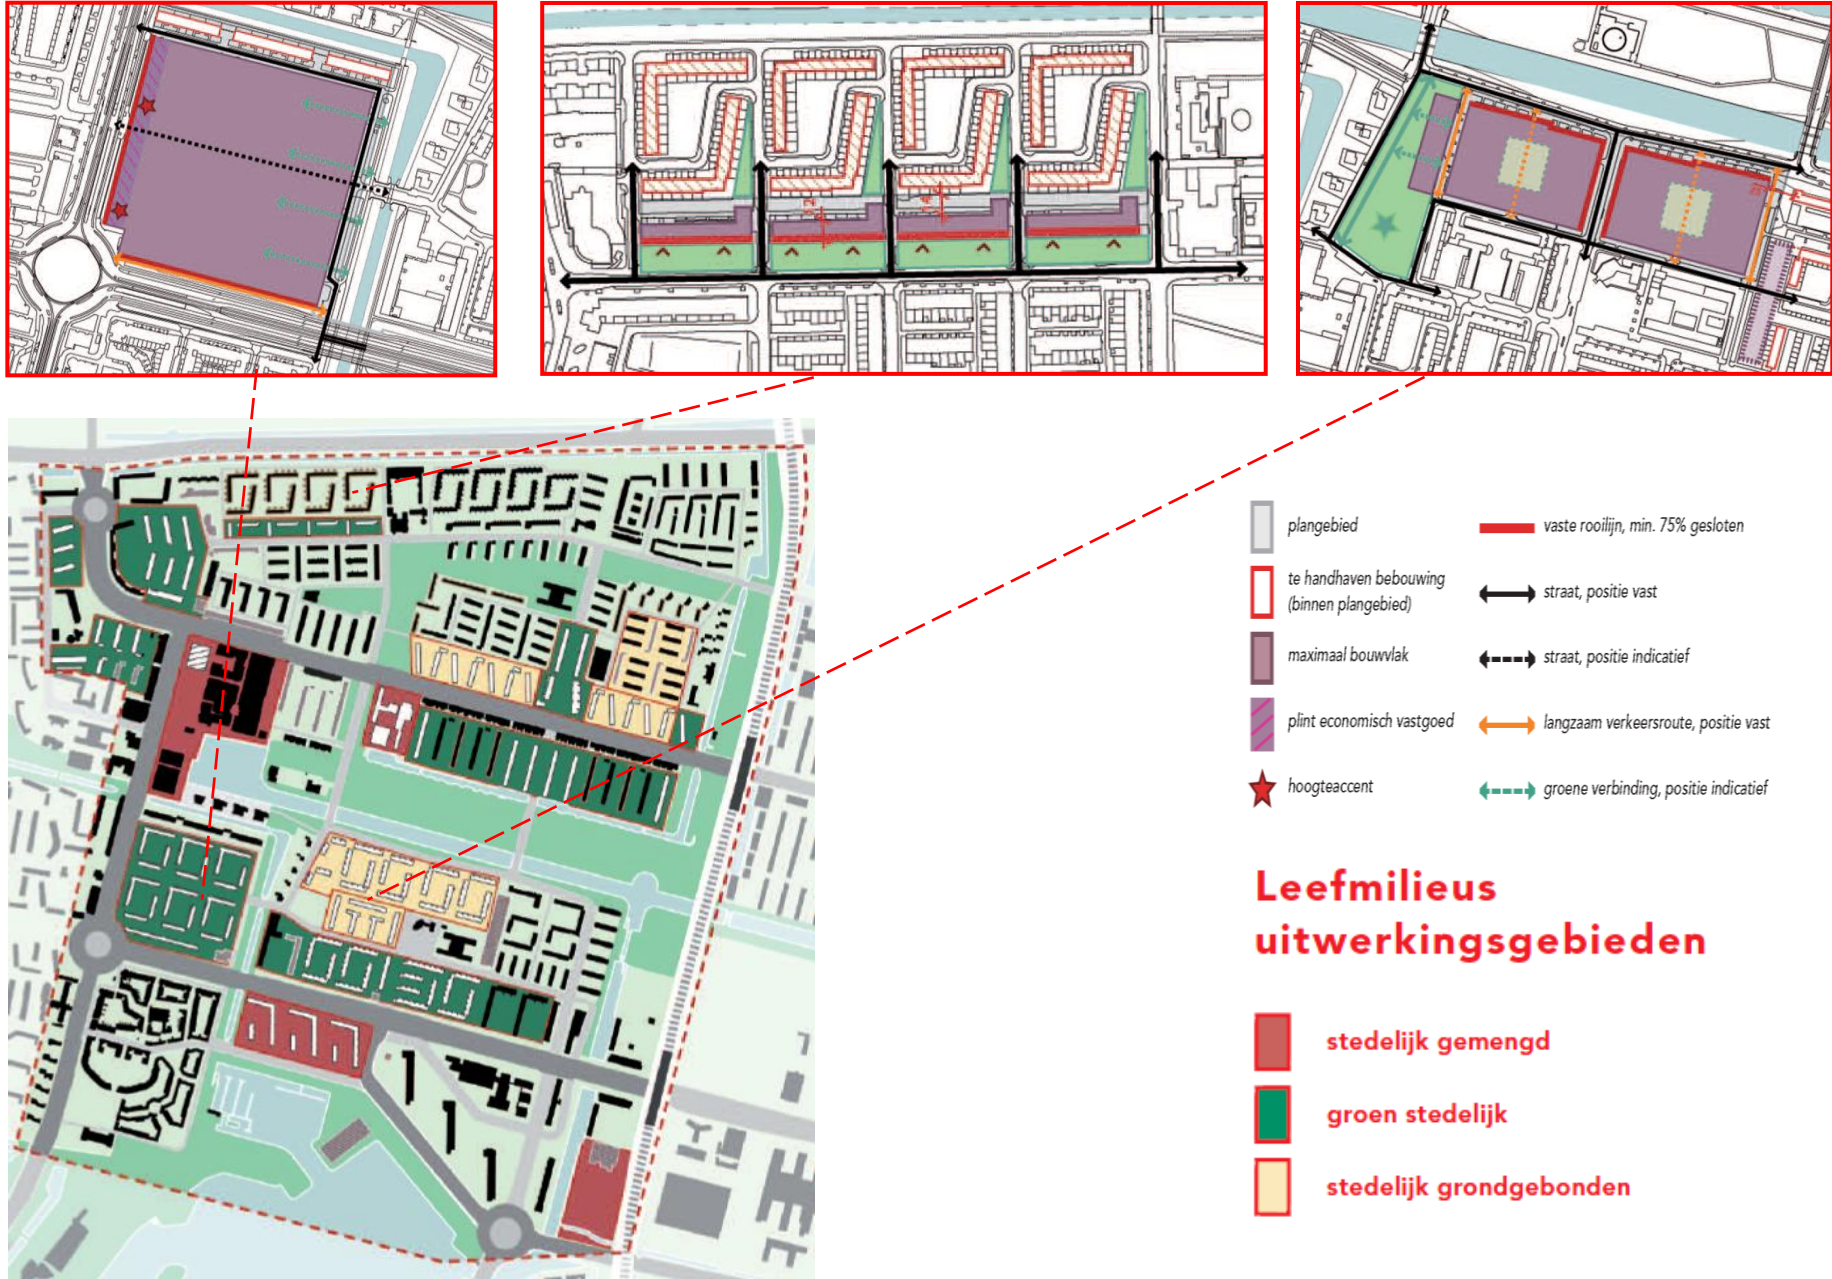 plangebied
te handhaven bebouwing
(binnen plangebied)
maximaal bouwvlak
plint economisch vastgoed
hoogteaccent
vaste rooilijn, min. 75% gesloten
straat, positie vast
straat, positie indicatief
langzaam verkeersroute, positie vast
groene verbinding, positie indicatief
Leefmilieus
uitwerkingsgebieden
stedelijk gemengd
groen stedelijk
stedelijk grondgebonden